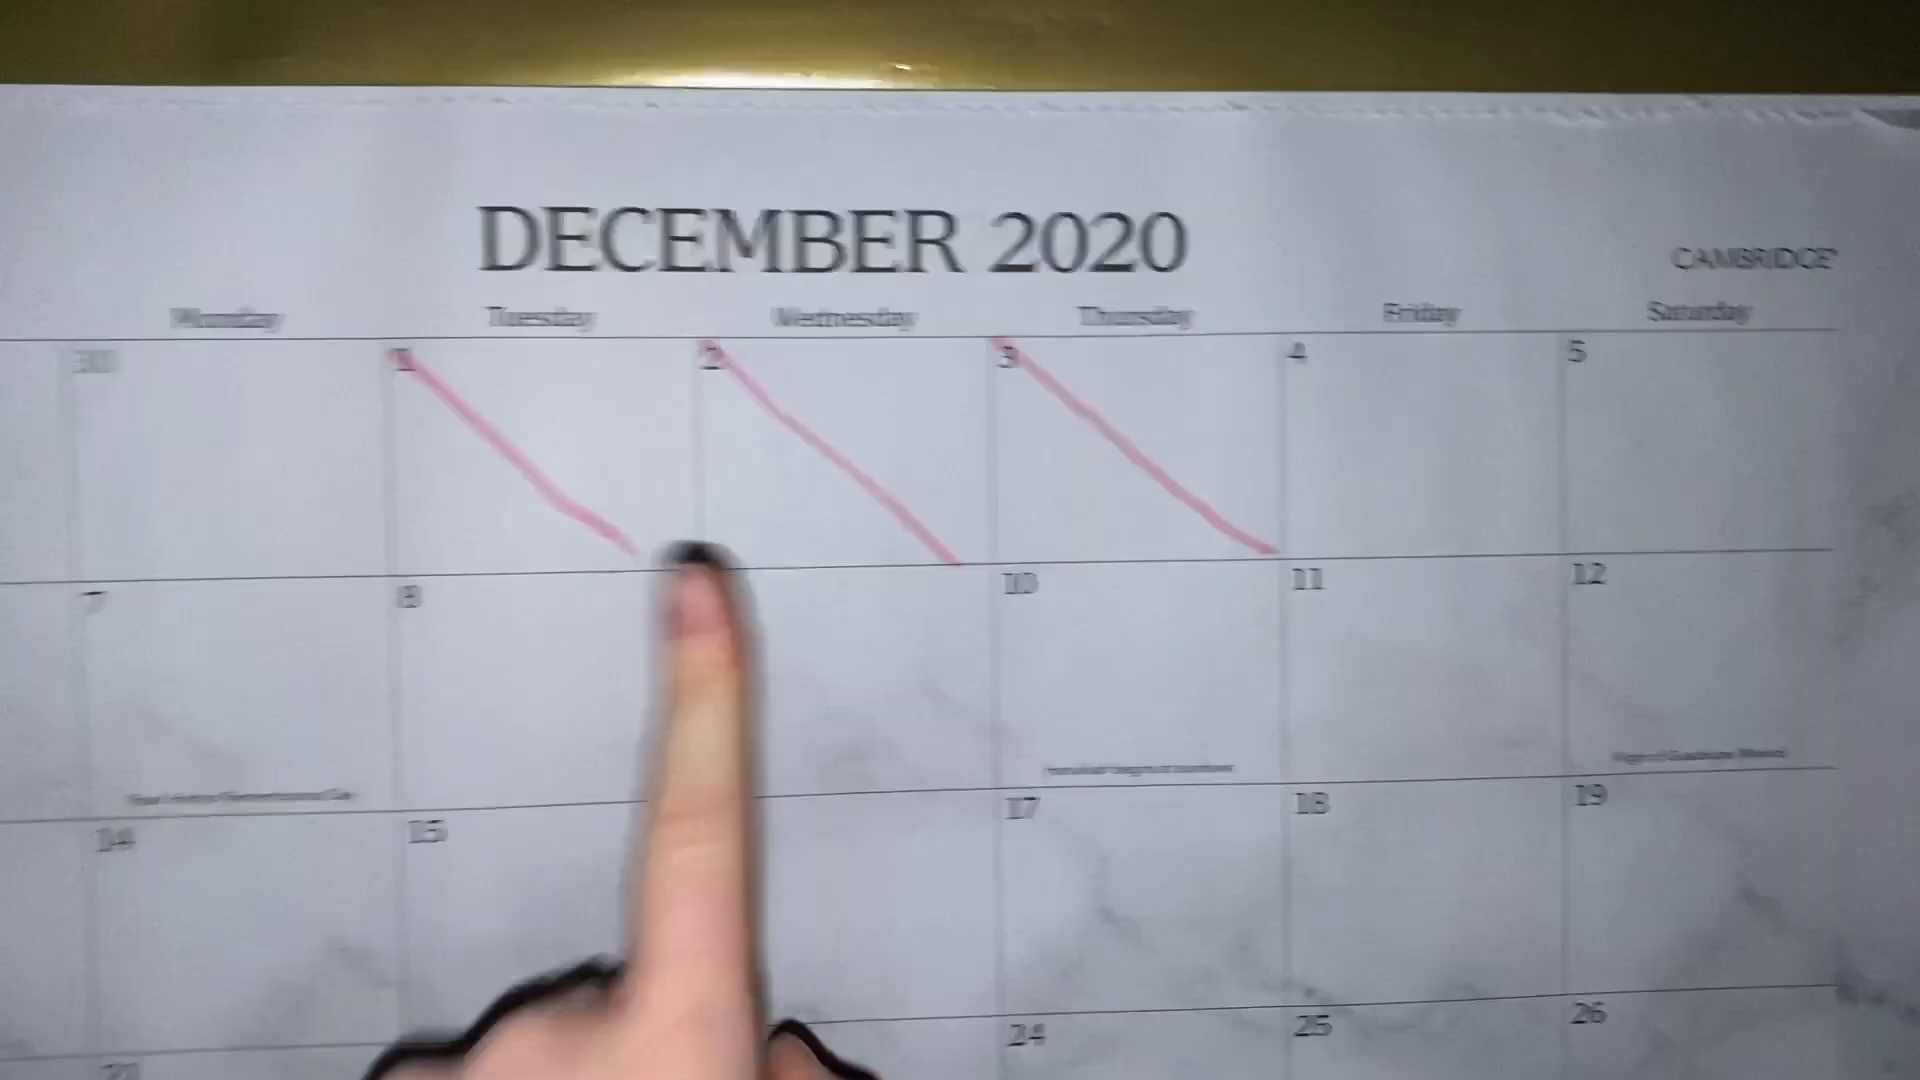 DECEMBER 2020
CAMBRIDGE®
Monday Tuesday Wednesday Thursday Friday Saturday
30 1 2 3 4 5
7 8 10 11 12
14 15 17 18 19
21 24 25 26